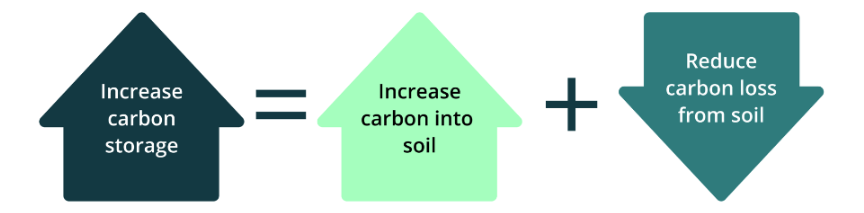 Increase
carbon
storage
=
Increase
carbon into
soil
+
Reduce
carbon loss
from soil